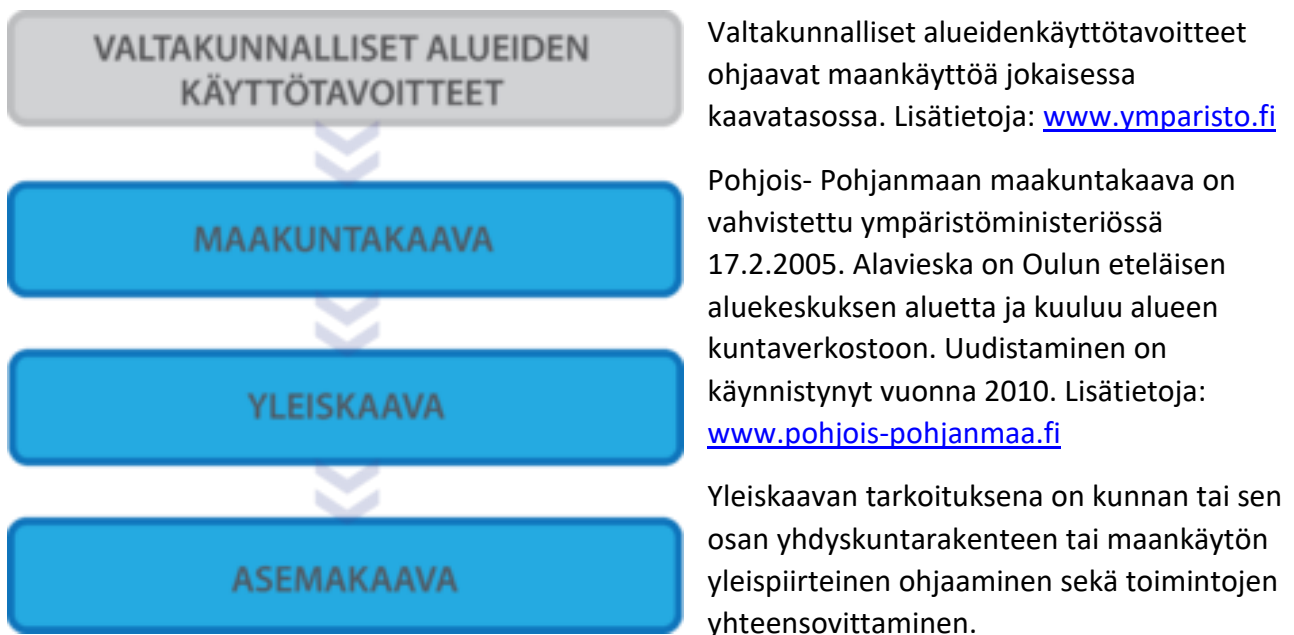 VALTAKUNNALLISET ALUEIDEN
KÄYTTÖTAVOITTEET
MAAKUNTAKAAVA
YLEISKAAVA
ASEMAKAAVA
Valtakunnalliset alueidenkäyttötavoitteet
ohjaavat maankäyttöä jokaisessa
kaavatasossa. Lisätietoja: www.ymparisto.fi
Pohjois- Pohjanmaan maakuntakaava on
vahvistettu ympäristöministeriössä
17.2.2005. Alavieska on Oulun eteläisen
aluekeskuksen aluetta ja kuuluu alueen
kuntaverkostoon. Uudistaminen on
käynnistynyt vuonna 2010. Lisätietoja:
www.pohjois-pohjanmaa.fi
Yleiskaavan tarkoituksena on kunnan tai sen
osan yhdyskuntarakenteen tai maankäytön
yleispiirteinen ohjaaminen sekä toimintojen
yhteensovittaminen.